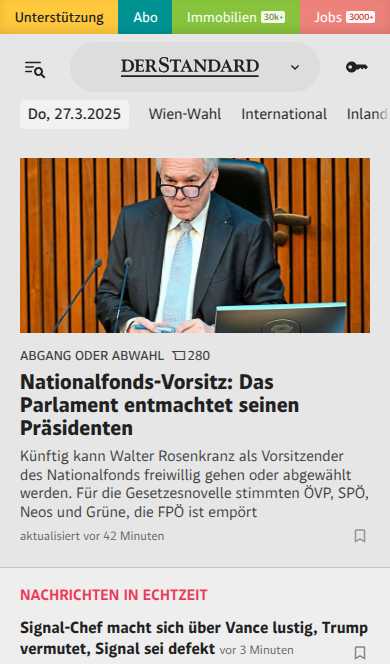 Unterstützung Abo Immobilien 30k+ Jobs 3000+
DERSTANDARD
Do, 27.3.2025 Wien-Wahl International Inland
ABGANG ODER ABWAHL 280
Nationalfonds-Vorsitz: Das
Parlament entmachtet seinen
Präsidenten
Künftig kann Walter Rosenkranz als Vorsitzender
des Nationalfonds freiwillig gehen oder abgewählt
werden. Für die Gesetzesnovelle stimmten ÖVP, SPÖ,
Neos und Grüne, die FPÖ ist empört
aktualisiert vor 42 Minuten
NACHRICHTEN IN ECHTZEIT
Signal-Chef macht sich über Vance lustig, Trump
vermutet, Signal sei defekt vor 3 Minuten